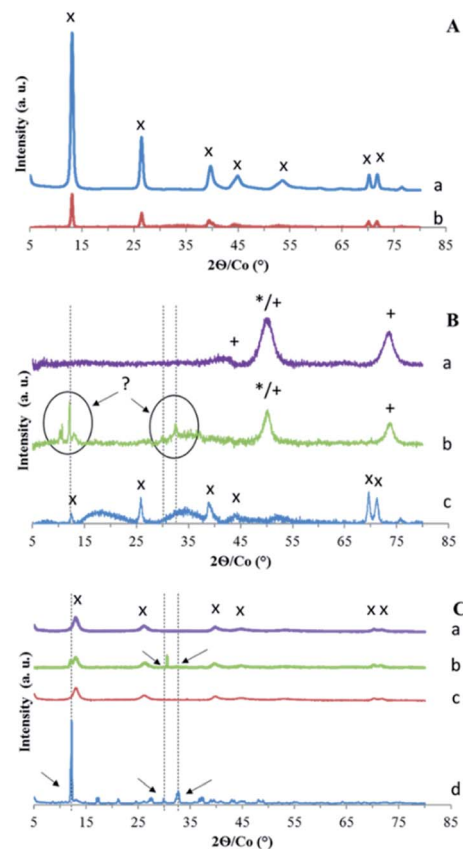 A
x
x
x x x x x
Intensity (a. u.)
a
b
5 15 25 35 45 55 65 75 85
2Θ/Co (°)
B
*/+
+ +
a
?
*/+
+
b
x x x x x x
c
Intensity (a. u.)
5 15 25 35 45 55 65 75 85
2Θ/Co (°)
C
x x x x x x
a
b
c
d
Intensity (a. u.)
5 15 25 35 45 55 65 75 85
2Θ/Co (°)